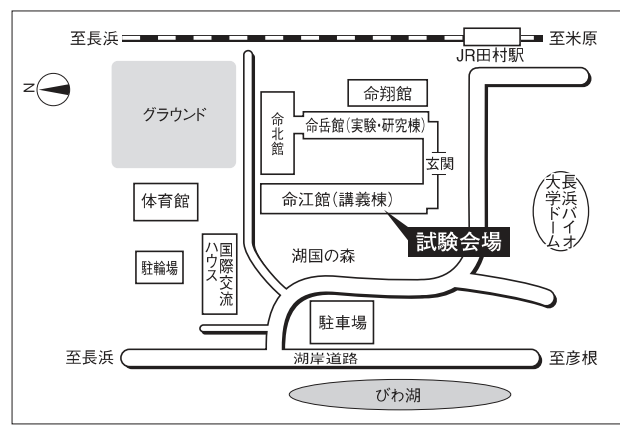 至長浜
至米原
JR田村駅
N
グラウンド
命翔館
命北館
命岳館(実験・研究棟)
玄関
体育館
命江館(講義棟)
長浜バイオ
大学ドーム
試験会場
国際交流
ハウス
湖国の森
駐輪場
駐車場
至長浜
湖岸道路
至彦根
びわ湖